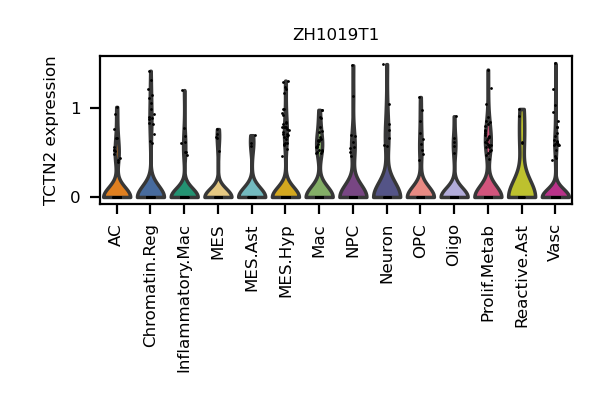 ZH1019T1
TCTN2 expression
1
0
AC
Chromatin.Reg
Inflammatory.Mac
MES
MES.Ast
MES.Hyp
Mac
NPC
Neuron
OPC
Oligo
Prolif.Metab
Reactive.Ast
Vasc